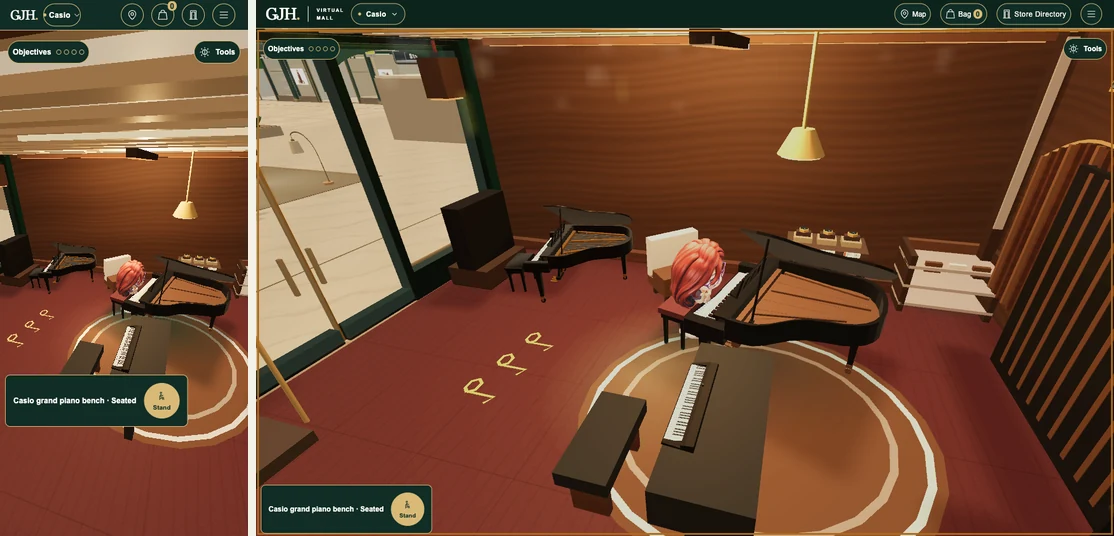 GJH.
Casio
0
Objectives
Tools
Casio grand piano bench · Seated
Stand
GJH.
VIRTUAL
MALL
Casio
Map
Bag 0
Store Directory
Objectives
Tools
Casio grand piano bench · Seated
Stand